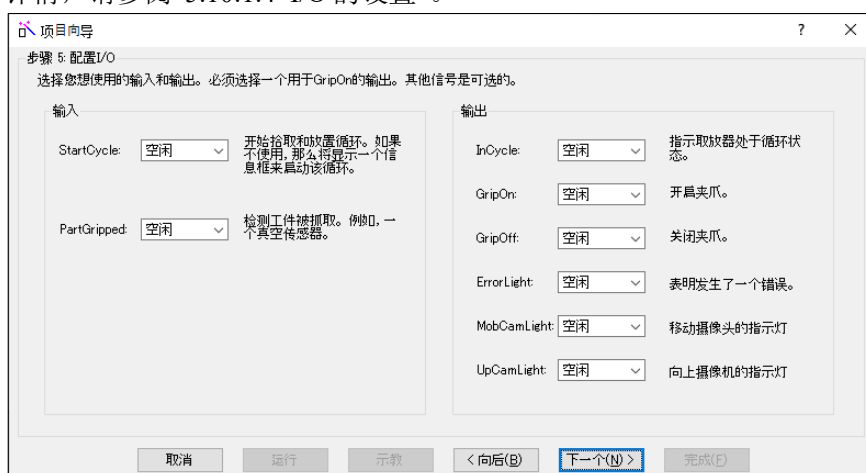 详情，请参阅"3.10.1.4 I/O的设置"。
项目向导
?
×
步骤 5: 配置I/O
选择您想使用的输入和输出。必须选择一个用于GripOn的输出。其他信号是可选的。
输入
StartCycle:
空闲
开始拾取和放置循环。如果
不使用,那么将显示一个信
息框来启动该循环。
PartGripped:
空闲
检测工件被抓取。例如,一
个真空传感器。
输出
InCycle:
空闲
指示取放器处于循环状
态。
GripOn:
空闲
开启夹爪。
GripOff:
空闲
关闭夹爪。
ErrorLight:
空闲
表明发生了一个错误。
MobCamLight:
空闲
移动摄像头的指示灯
UpCamLight:
空闲
向上摄像机的指示灯
取消
运行
示教
< 向后(B)
下一个(N) >
完成(F)